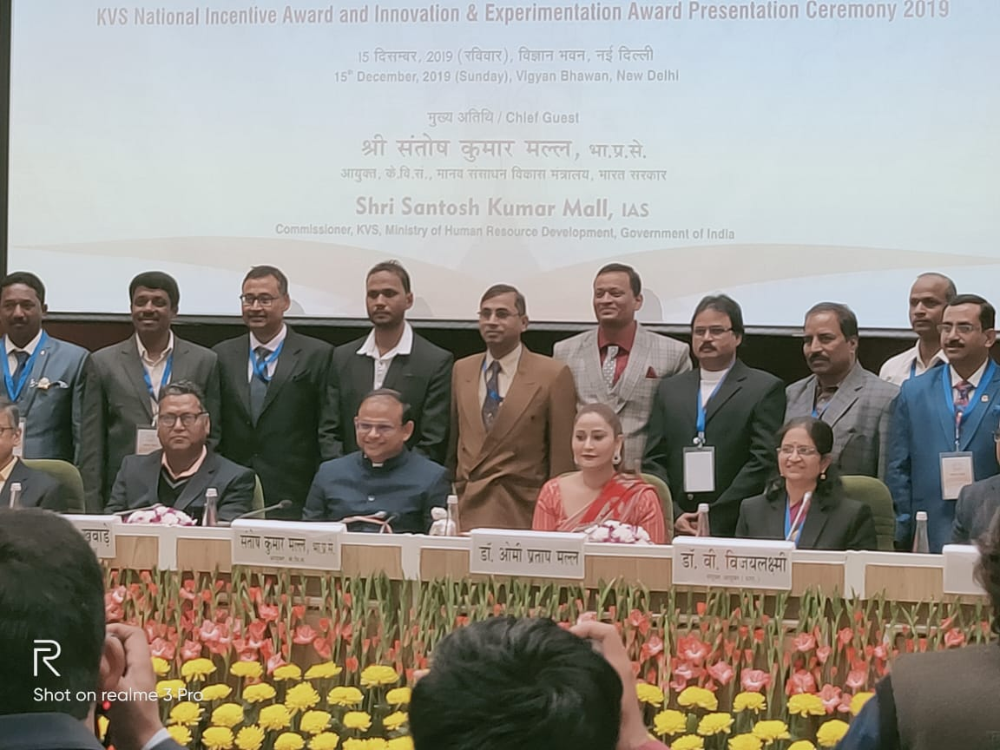 KVS National Incentive Award and Innovation & Experimentation Award Presentation Ceremony 2019
15 दिसम्बर, 2019 (रविवार), विज्ञान भवन, नई दिल्ली
15th December, 2019 (Sunday), Vigyan Bhawan, New Delhi
मुख्य अतिथि / Chief Guest
श्री संतोष कुमार मल्ल, भा.प्र.से.
आयुक्त, के.वि.सं., मानव संसाधन विकास मंत्रालय, भारत सरकार
Shri Santosh Kumar Mall, IAS
Commissioner, KVS, Ministry of Human Resource Development, Government of India
संतोष कुमार मल्ल, भा.प्र.से.
डॉ. ओमी प्रताप मल्ल
डॉ. वी. विजयलक्ष्मी
R
Shot on realme 3 Pro